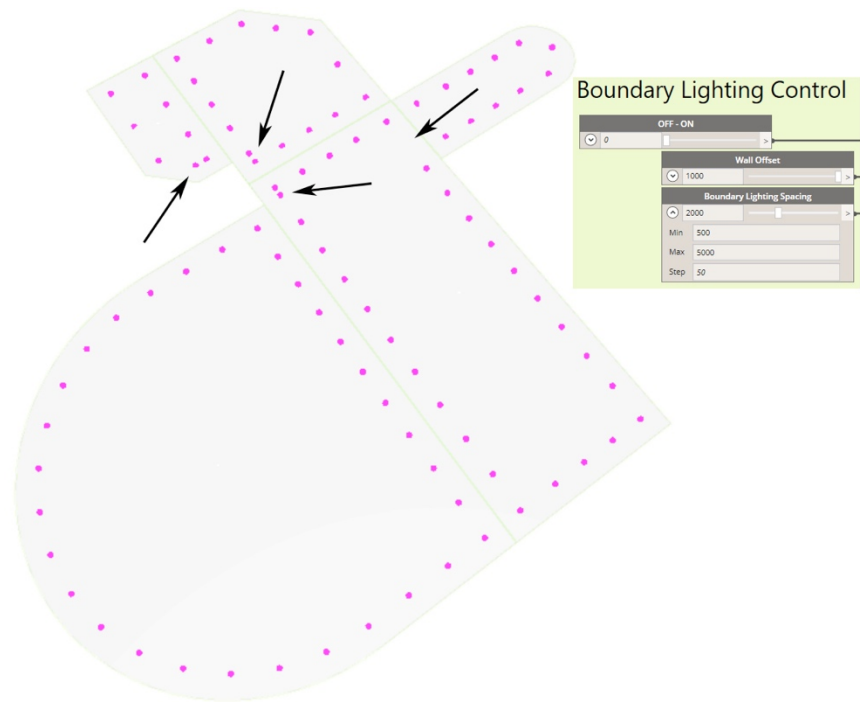 Boundary Lighting Control
OFF - ON
0
>
Wall Offset
1000
>
Boundary Lighting Spacing
2000
>
Min 500
Max 5000
Step 50